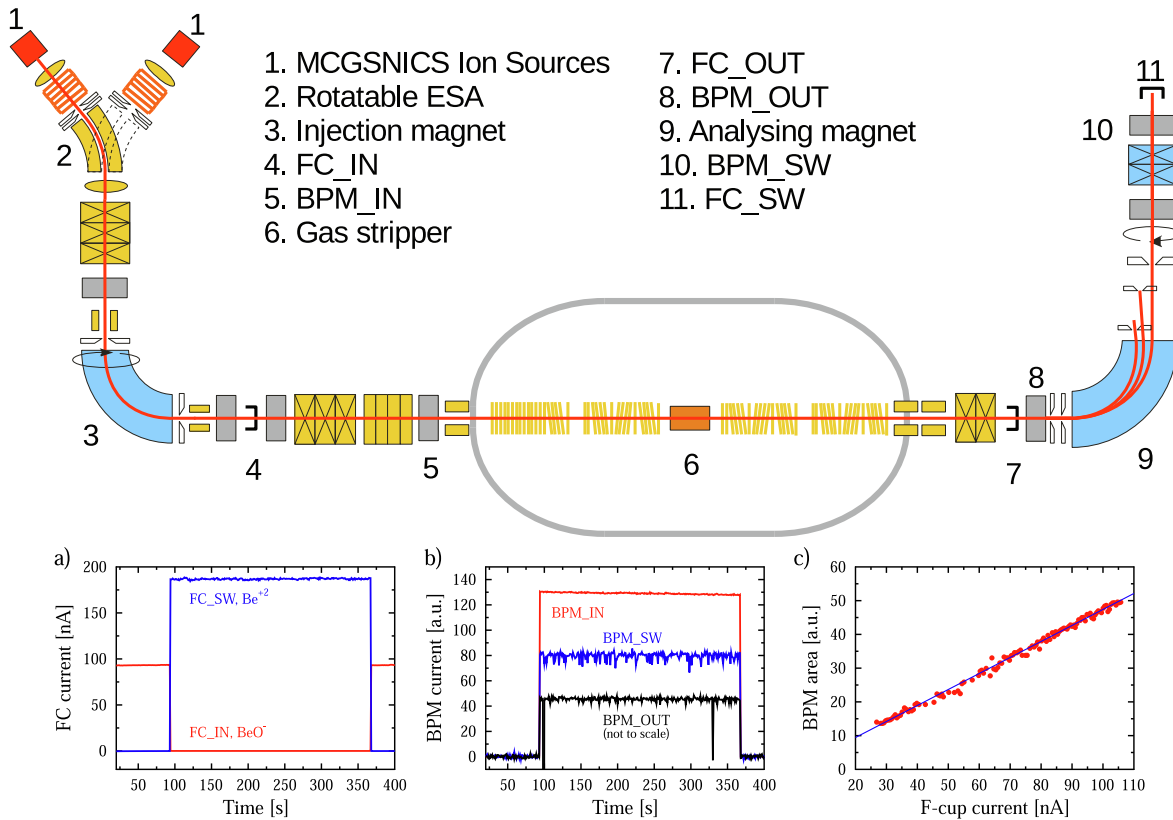 1
1
1. MCGSNICS Ion Sources
2. Rotatable ESA
3. Injection magnet
4. FC_IN
5. BPM_IN
6. Gas stripper
7. FC_OUT
8. BPM_OUT
9. Analysing magnet
10. BPM_SW
11. FC_SW
11
10
2
3
4
5
6
7
8
9
a)
200
150
100
50
0
FC current [nA]
FC_SW, Be+2
FC_IN, BeO-
100 150 200 250 300 350 400
50
Time [s]
b)
140
120
100
80
60
40
20
0
BPM current [a.u.]
BPM_IN
BPM_SW
BPM_OUT
(not to scale)
50 100 150 200 250 300 350 400
Time [s]
c)
60
50
40
30
20
10
0
BPM area [a.u.]
20 30 40 50 60 70 80 90 100 110
F-cup current [nA]